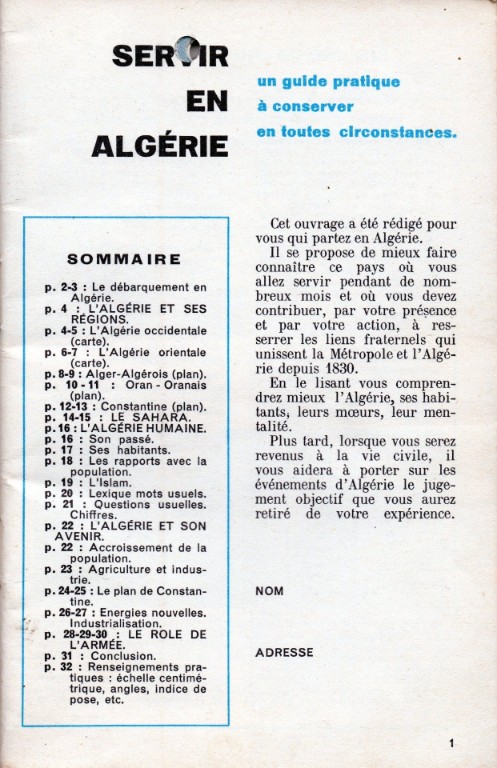 SERVIR
EN
ALGÉRIE
un guide pratique
à conserver
en toutes circonstances.
SOMMAIRE
p. 2-3 : Le débarquement en
Algérie.
p. 4 : L'ALGÉRIE ET SES
RÉGIONS.
p. 4-5 : L'Algérie occidentale
(carte).
p. 6-7 : L'Algérie orientale
(carte).
p. 8-9 : Alger-Algérois (plan).
p. 10-11 : Oran - Oranais
(plan).
p. 12-13 : Constantine (plan).
p. 14-15 : LE SAHARA.
p. 16 : L'ALGÉRIE HUMAINE.
p. 16 : Son passé.
p. 17 : Ses habitants.
p. 18 : Les rapports avec la
population.
p. 19 : L'Islam.
p. 20 : Lexique mots usuels.
p. 21 : Questions usuelles.
Chiffres.
p. 22 : L'ALGÉRIE ET SON
AVENIR.
p. 22 : Accroissement de la
population.
p. 23 : Agriculture et indus-
trie.
p. 24-25 : Le plan de Constan-
tine.
p. 26-27 : Energies nouvelles.
Industrialisation.
p. 28-29-30 : LE ROLE DE
L'ARMÉE.
p. 31 : Conclusion.
p. 32 : Renseignements pra-
tiques : échelle centimé-
trique, angles, indice de
pose, etc.
Cet ouvrage a été rédigé pour
vous qui partez en Algérie.
Il se propose de mieux faire
connaître ce pays où vous
allez servir pendant de nom-
breux mois et où vous devez
contribuer, par votre présence
et par votre action, à res-
serrer les liens fraternels qui
unissent la Métropole et l'Algé-
rie depuis 1830.
En le lisant vous compren-
drez mieux l'Algérie, ses habi-
tants, leurs mœurs, leur men-
talité.
Plus tard, lorsque vous serez
revenus à la vie civile, il
vous aidera à porter sur les
événements d'Algérie le juge-
ment objectif que vous aurez
retiré de votre expérience.
NOM
ADRESSE
1